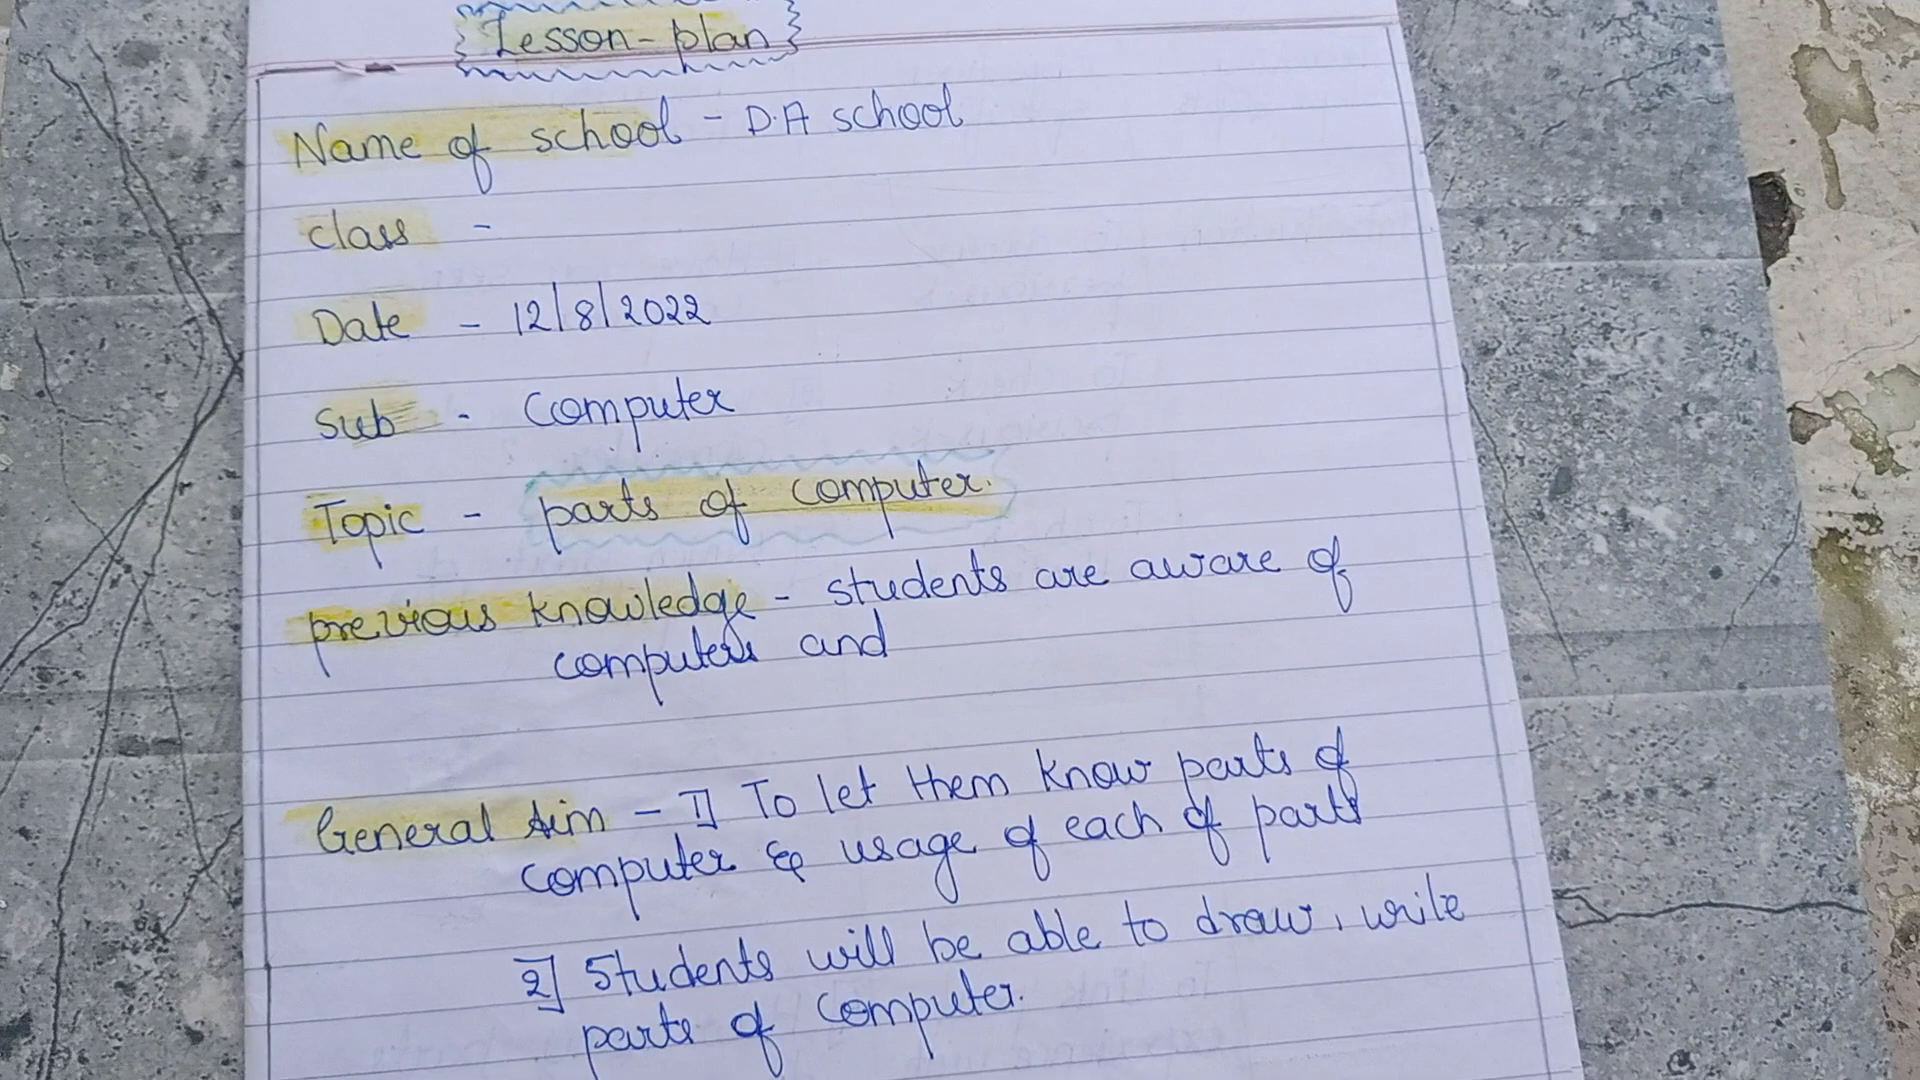 Lesson-plan
Name of school - D.A school
class -
Date - 12/8/2022
Sub - Computer
Topic - parts of computer.
previous knowledge - students are aware of
computers and
General Aim - 1] To let them know parts of
computer & usage of each of parts
2] Students will be able to draw, write
parts of computer.